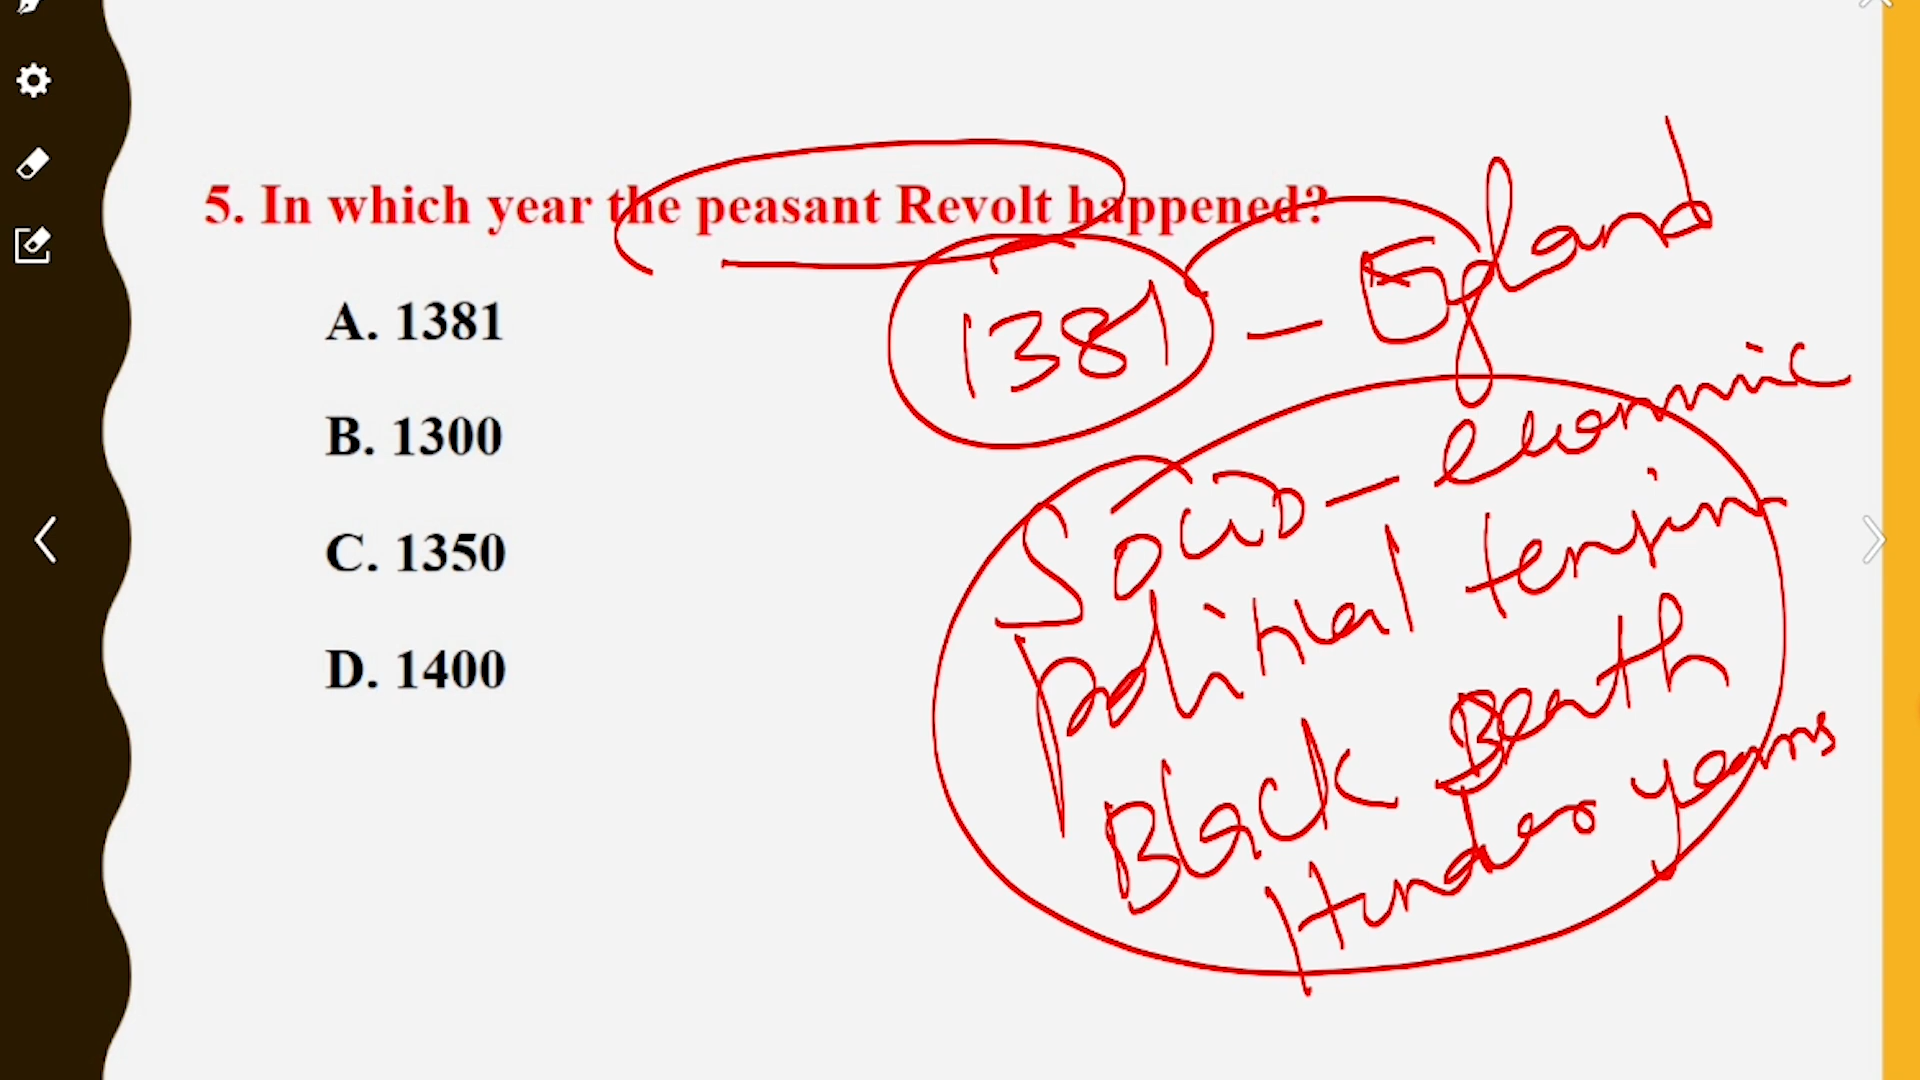 5. In which year the peasant Revolt happened?
A. 1381
B. 1300
C. 1350
D. 1400
1381 - England
Socio - economic
political tension
Black Death
Hundar years